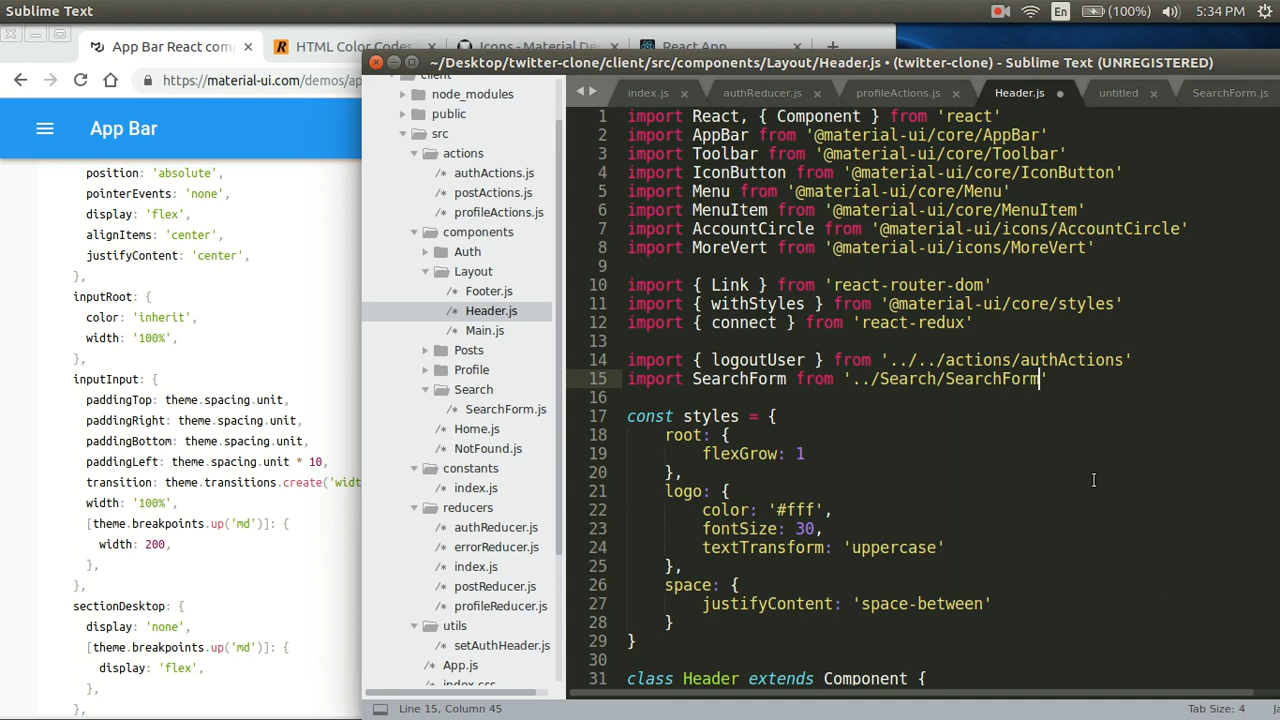 Sublime Text
En
(100%)
5:34 PM
App Bar React com
HTML Color Codes
Icons - Material De
React App
https://material-ui.com/demos/ap
App Bar
position: 'absolute',
pointerEvents: 'none',
display: 'flex',
alignItems: 'center',
justifyContent: 'center',
},
inputRoot: {
color: 'inherit',
width: '100%',
},
inputInput: {
paddingTop: theme.spacing.unit,
paddingRight: theme.spacing.unit,
paddingBottom: theme.spacing.unit,
paddingLeft: theme.spacing.unit * 10,
transition: theme.transitions.create('widt
width: '100%',
[theme.breakpoints.up('md')]: {
width: 200,
},
},
sectionDesktop: {
display: 'none',
[theme.breakpoints.up('md')]: {
display: 'flex',
},
},
~/Desktop/twitter-clone/client/src/components/Layout/Header.js • (twitter-clone) - Sublime Text (UNREGISTERED)
client
node_modules
public
src
actions
authActions.js
postActions.js
profileActions.js
components
Auth
Layout
Footer.js
Header.js
Main.js
Posts
Profile
Search
SearchForm.js
Home.js
NotFound.js
constants
index.js
reducers
authReducer.js
errorReducer.js
index.js
postReducer.js
profileReducer.js
utils
setAuthHeader.js
App.js
index.css
index.js
authReducer.js
profileActions.js
Header.js
untitled
SearchForm.js
1 import React, { Component } from 'react'
2 import AppBar from '@material-ui/core/AppBar'
3 import Toolbar from '@material-ui/core/Toolbar'
4 import IconButton from '@material-ui/core/IconButton'
5 import Menu from '@material-ui/core/Menu'
6 import MenuItem from '@material-ui/core/MenuItem'
7 import AccountCircle from '@material-ui/icons/AccountCircle'
8 import MoreVert from '@material-ui/icons/MoreVert'
9
10 import { Link } from 'react-router-dom'
11 import { withStyles } from '@material-ui/core/styles'
12 import { connect } from 'react-redux'
13
14 import { logoutUser } from '../../actions/authActions'
15 import SearchForm from '../Search/SearchForm'
16
17 const styles = {
18 root: {
19 flexGrow: 1
20 },
21 logo: {
22 color: '#fff',
23 fontSize: 30,
24 textTransform: 'uppercase'
25 },
26 space: {
27 justifyContent: 'space-between'
28 }
29 }
30
31 class Header extends Component {
Line 15, Column 45
Tab Size: 4